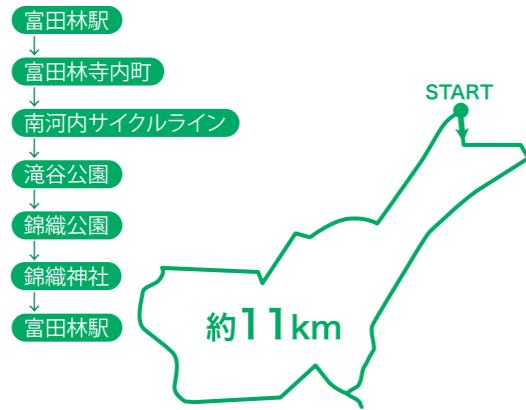 富田林駅
↓
富田林寺内町
↓
南河内サイクルライン
↓
滝谷公園
↓
錦織公園
↓
錦織神社
↓
富田林駅
START
約11km